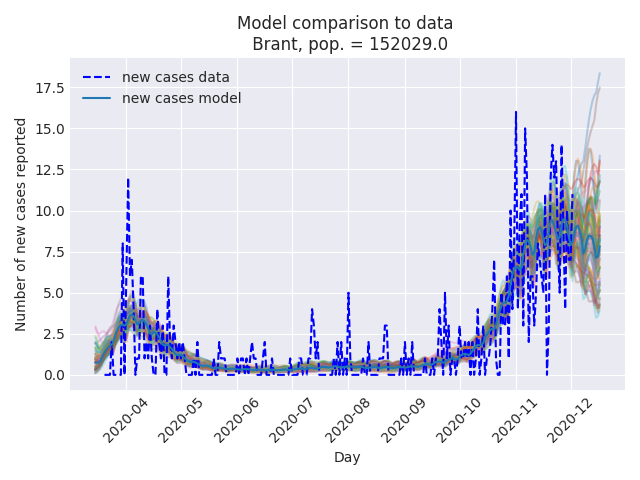 Model comparison to data
Brant, pop. = 152029.0
new cases data
new cases model
Number of new cases reported
17.5
15.0
12.5
10.0
7.5
5.0
2.5
0.0
2020-04
2020-05
2020-06
2020-07
2020-08
2020-09
2020-10
2020-11
2020-12
Day